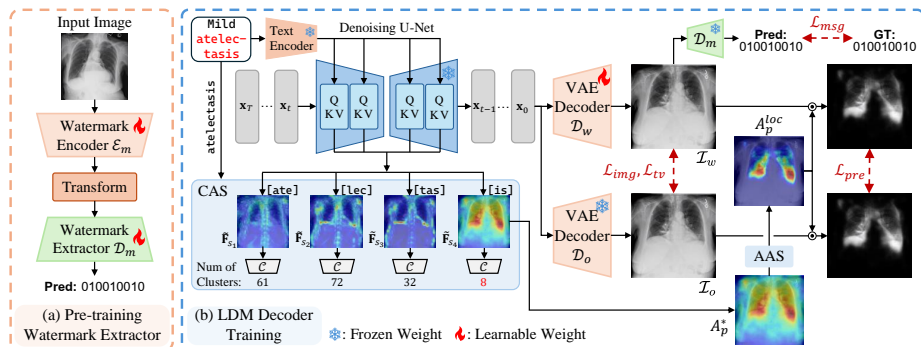 Input Image
Watermark
Encoder ℰm
Transform
Watermark
Extractor 𝒟m
Pred: 010010010
(a) Pre-training
Watermark Extractor
Mild
atelec-
tasis
Text
Encoder
Denoising U-Net
atelectasis
xT ··· xt
Q
KV
Q
KV
Q
KV
Q
KV
xt−1 ··· x0
CAS
[ate] [lec] [tas] [is]
F̃s1 F̃s2 F̃s3 F̃s4
𝒞 𝒞 𝒞 𝒞
Num of
Clusters: 61 72 32 8
(b) LDM Decoder
Training
: Frozen Weight : Learnable Weight
VAE
Decoder
𝒟w
VAE
Decoder
𝒟o
𝒟m
Pred:
010010010
ℒmsg
GT:
010010010
ℐw
ℒimg, ℒtv
ℐo
Aploc
ℒpre
AAS
Ap*